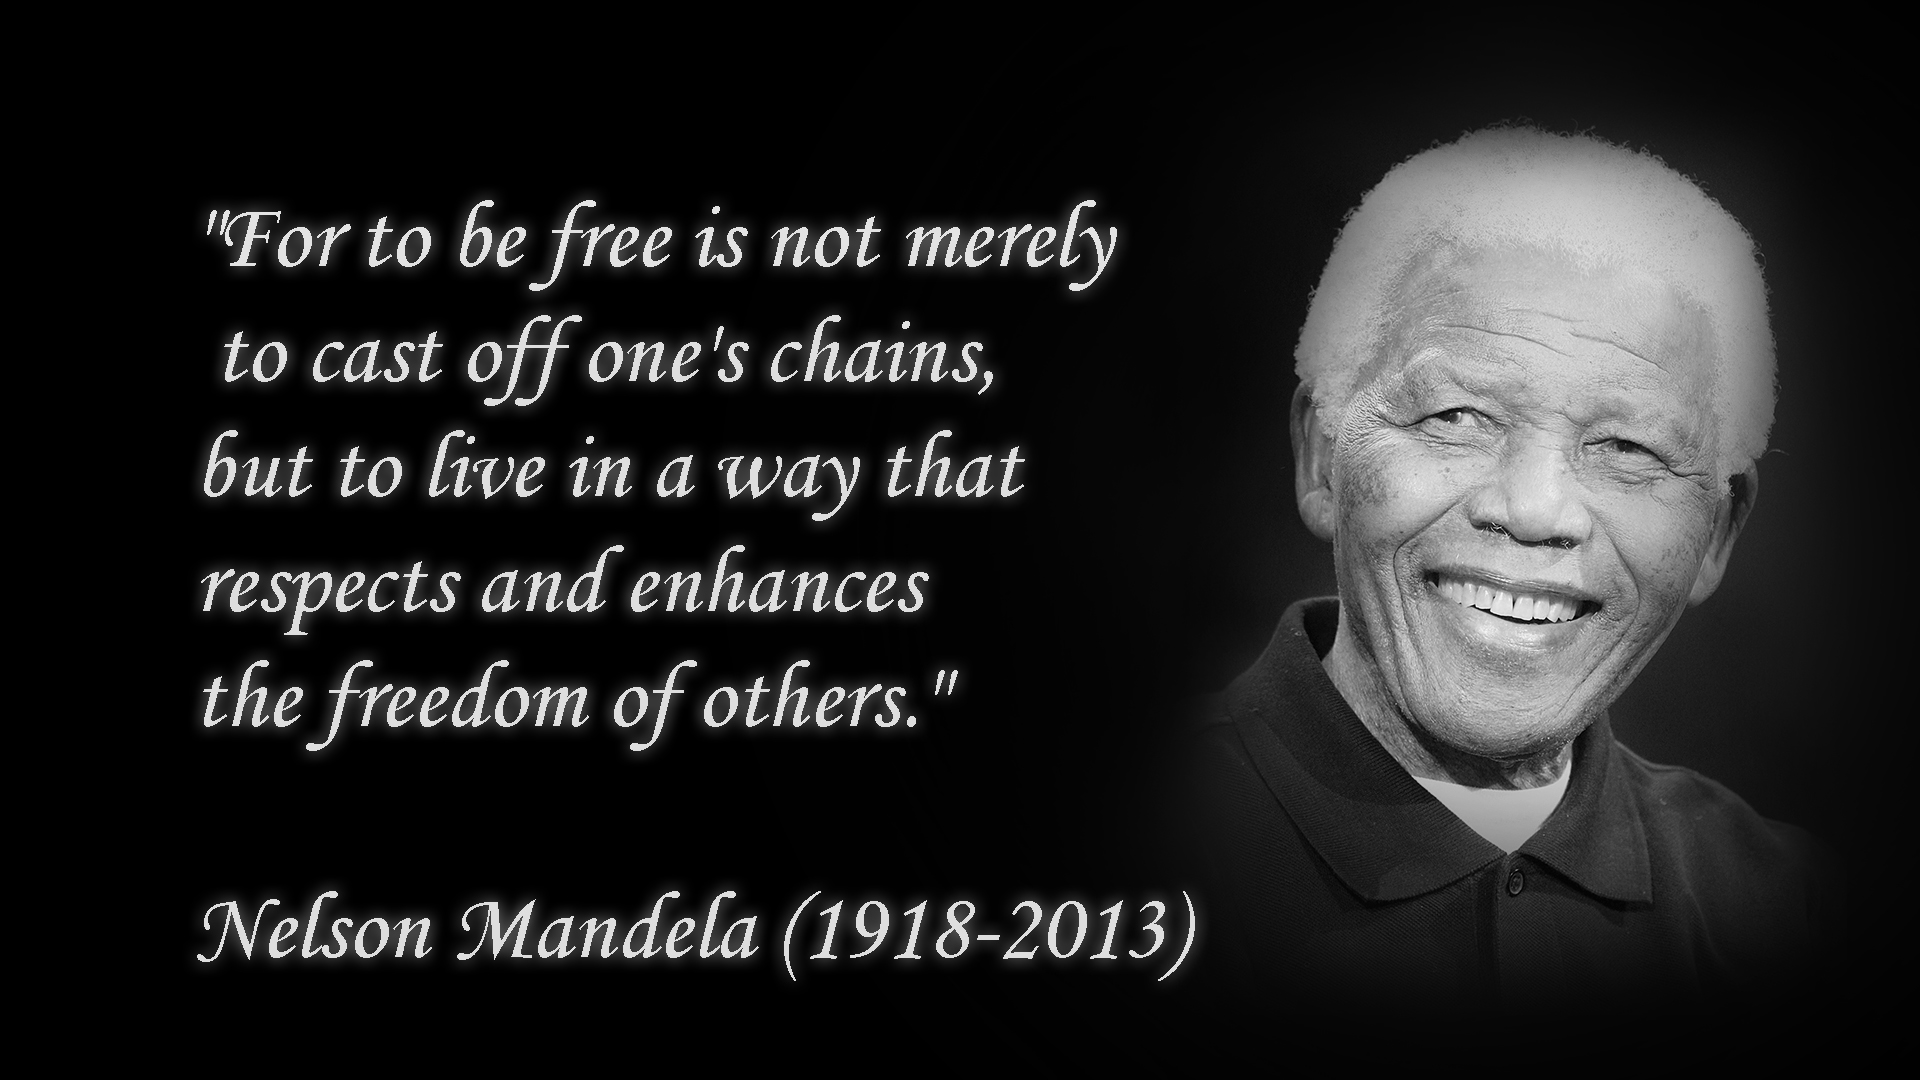 "For to be free is not merely
to cast off one's chains,
but to live in a way that
respects and enhances
the freedom of others."
Nelson Mandela (1918-2013)